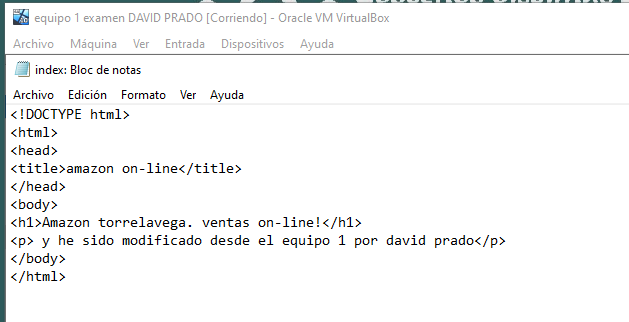 equipo 1 examen DAVID PRADO [Corriendo] - Oracle VM VirtualBox
Archivo Máquina Ver Entrada Dispositivos Ayuda
index: Bloc de notas
Archivo Edición Formato Ver Ayuda
<!DOCTYPE html>
<html>
<head>
<title>amazon on-line</title>
</head>
<body>
<h1>Amazon torrelavega. ventas on-line!</h1>
<p> y he sido modificado desde el equipo 1 por david prado</p>
</body>
</html>